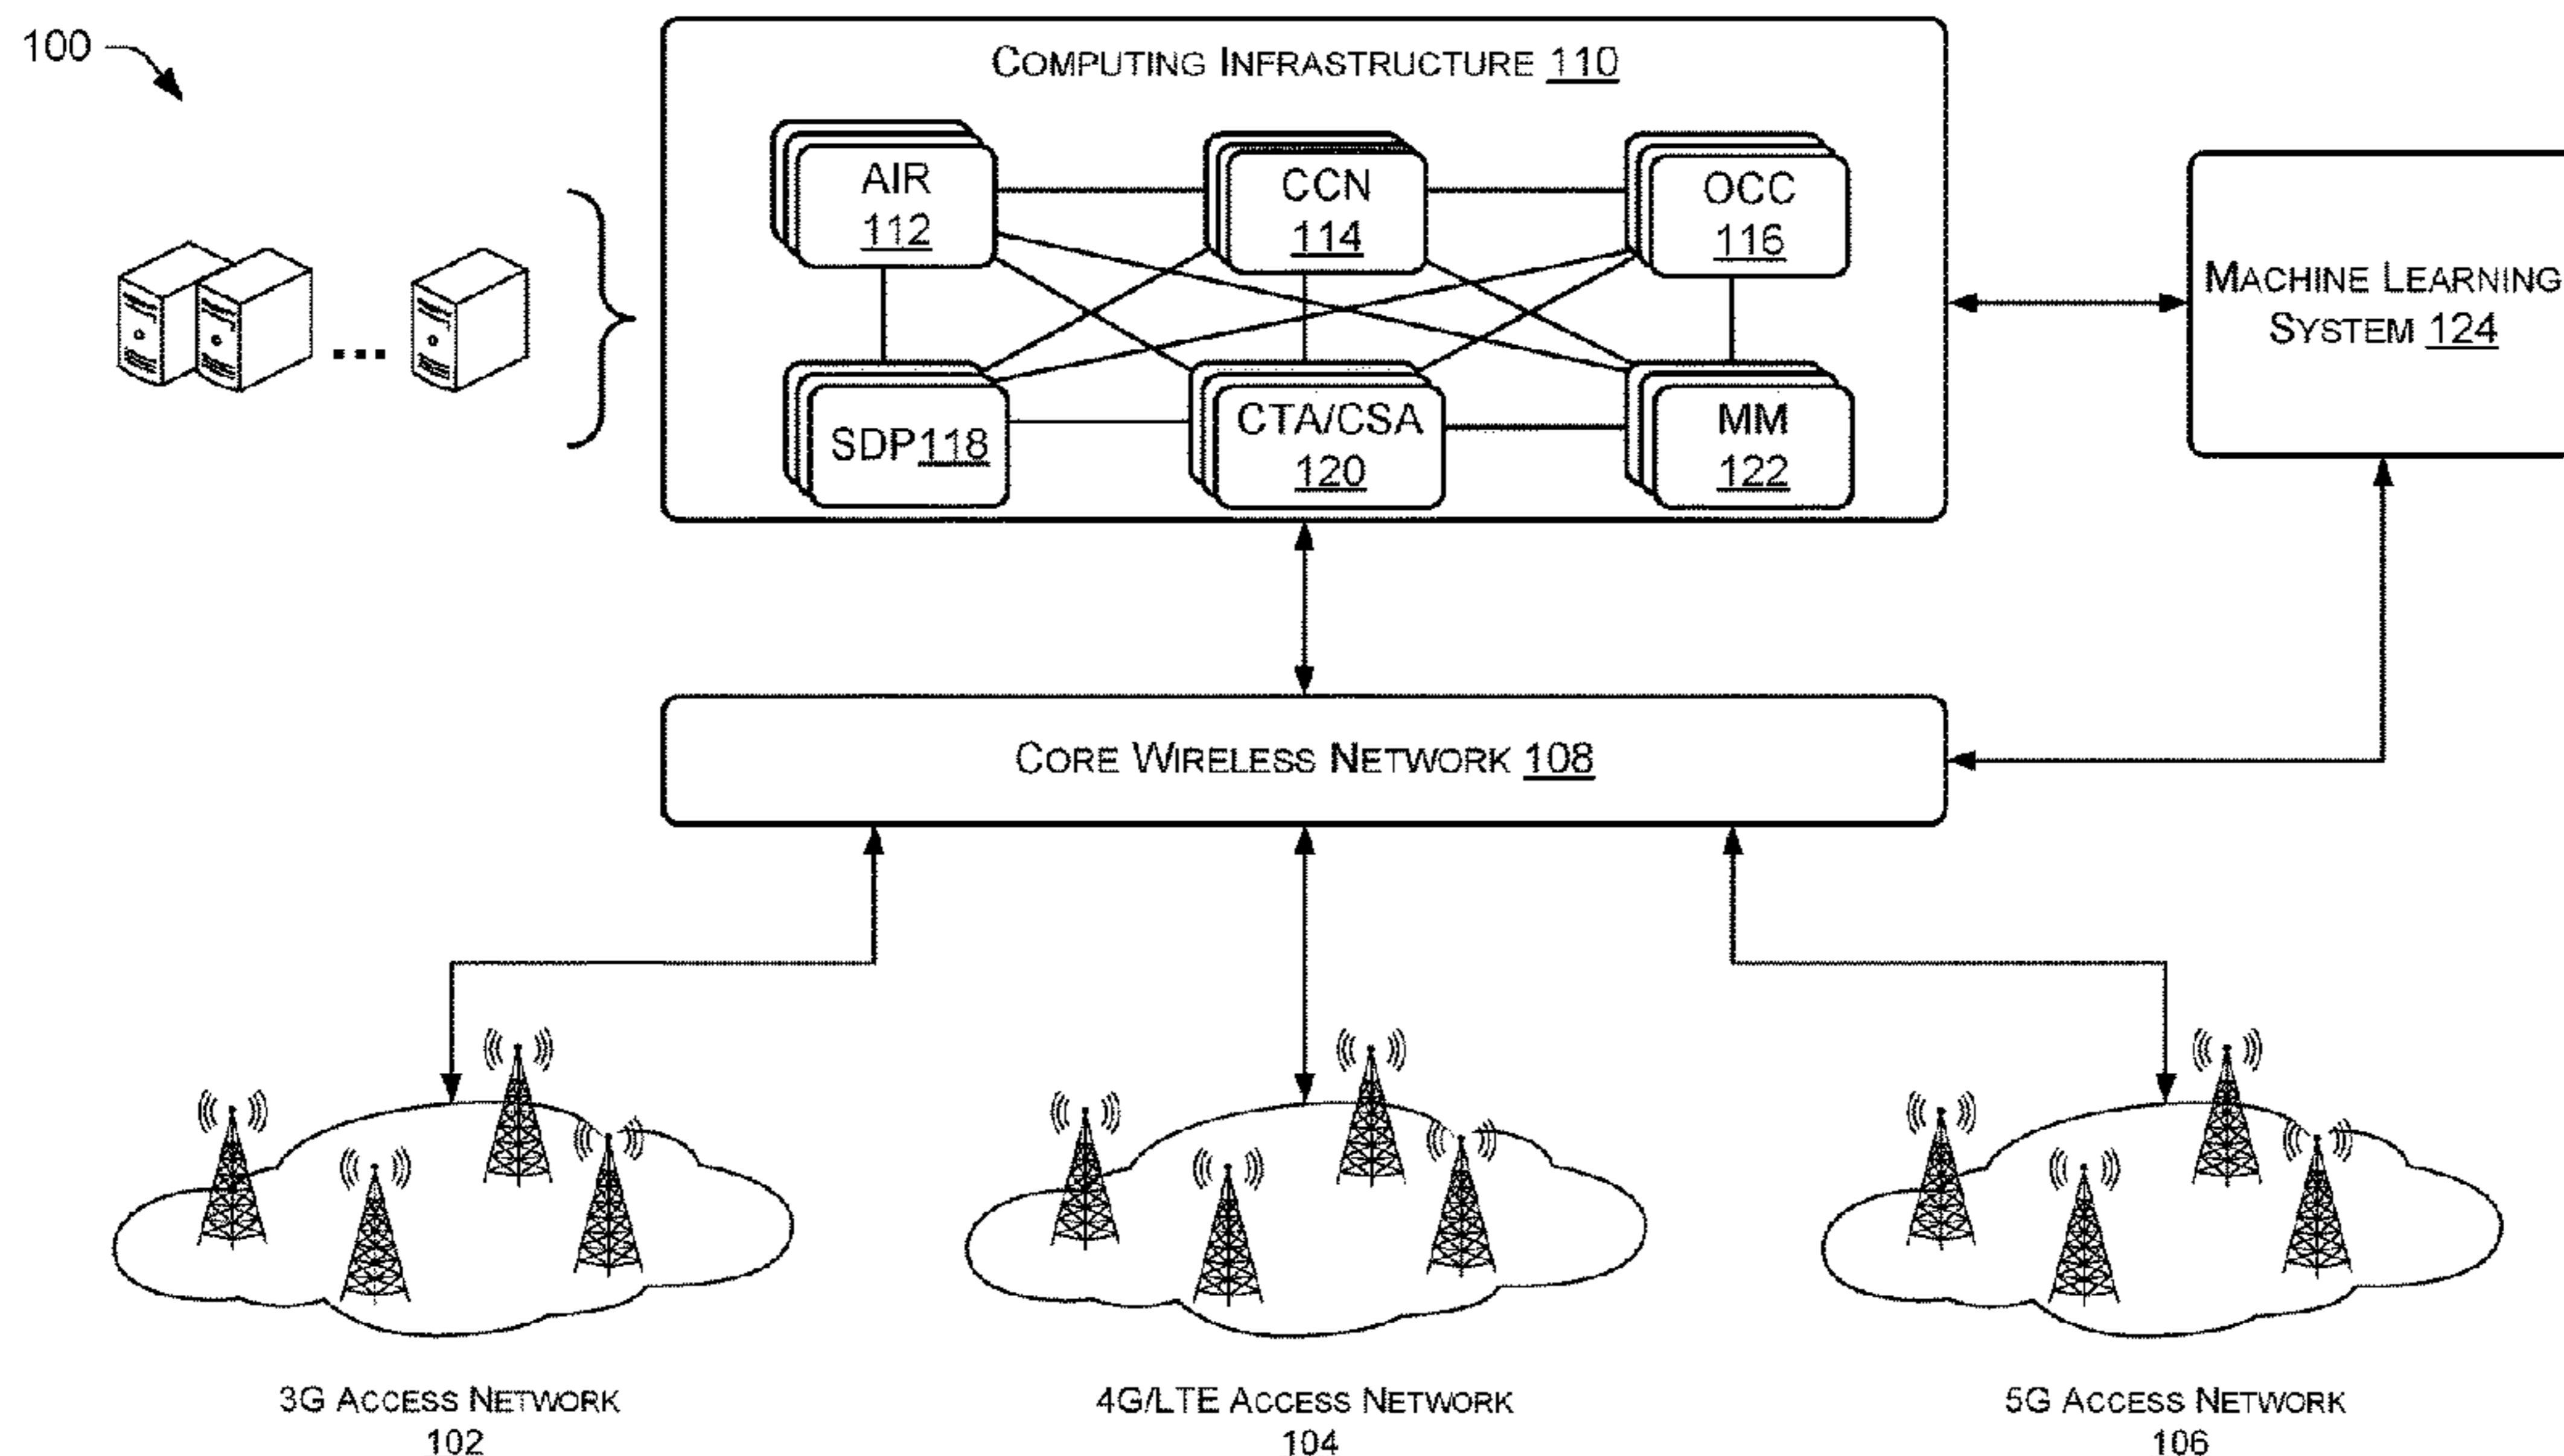 100
COMPUTING INFRASTRUCTURE 110
AIR
112
CCN
114
OCC
116
SDP118
CTA/CSA
120
MM
122
MACHINE LEARNING
SYSTEM 124
CORE WIRELESS NETWORK 108
3G ACCESS NETWORK
102
4G/LTE ACCESS NETWORK
104
5G ACCESS NETWORK
106